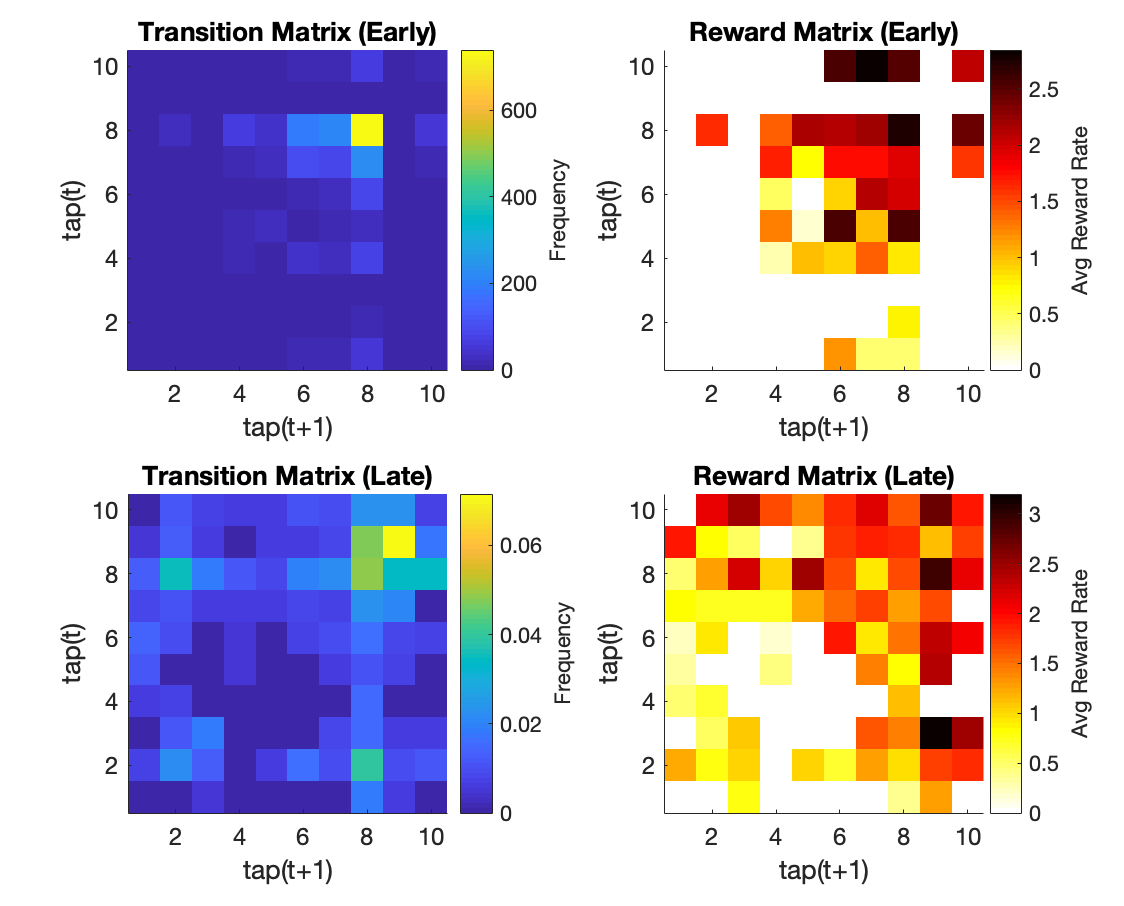 Transition Matrix (Early)
10
8
6
4
2
tap(t)
2 4 6 8 10
tap(t+1)
600
400
200
0
Frequency
Reward Matrix (Early)
10
8
6
4
2
tap(t)
2 4 6 8 10
tap(t+1)
2.5
2
1.5
1
0.5
0
Avg Reward Rate
Transition Matrix (Late)
10
8
6
4
2
tap(t)
2 4 6 8 10
tap(t+1)
0.06
0.04
0.02
0
Frequency
Reward Matrix (Late)
10
8
6
4
2
tap(t)
2 4 6 8 10
tap(t+1)
3
2.5
2
1.5
1
0.5
0
Avg Reward Rate